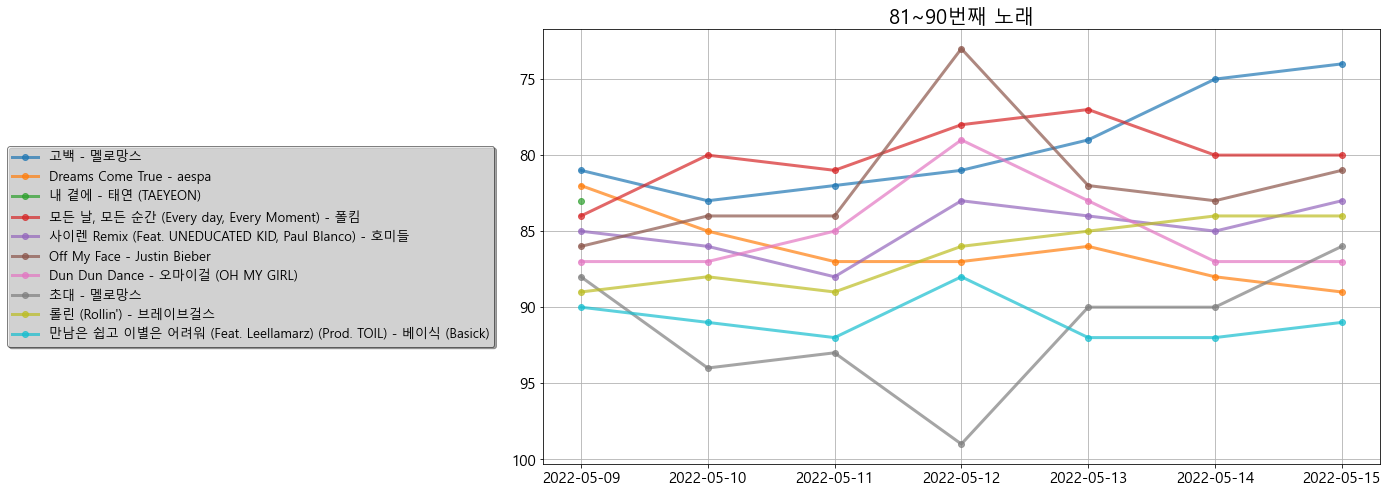 81~90번째 노래
고백 - 멜로망스
Dreams Come True - aespa
내 곁에 - 태연 (TAEYEON)
모든 날, 모든 순간 (Every day, Every Moment) - 폴킴
사이렌 Remix (Feat. UNEDUCATED KID, Paul Blanco) - 호미들
Off My Face - Justin Bieber
Dun Dun Dance - 오마이걸 (OH MY GIRL)
초대 - 멜로망스
롤린 (Rollin') - 브레이브걸스
만남은 쉽고 이별은 어려워 (Feat. Leellamarz) (Prod. TOIL) - 베이식 (Basick)
75
80
85
90
95
100
2022-05-09 2022-05-10 2022-05-11 2022-05-12 2022-05-13 2022-05-14 2022-05-15